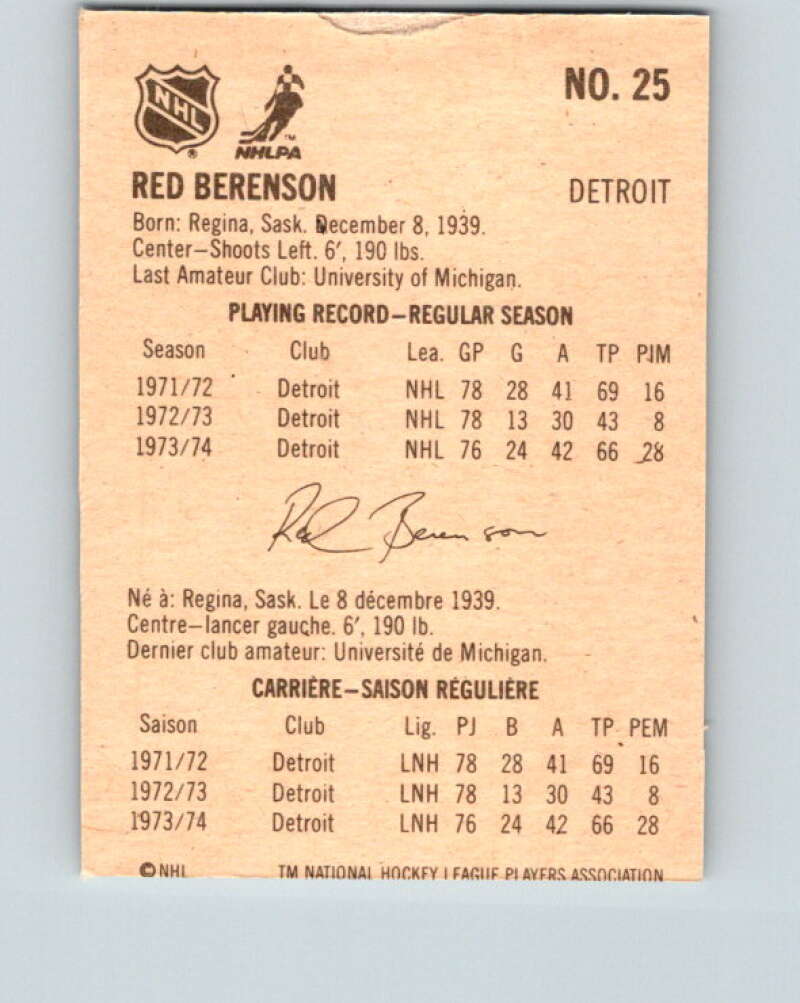 NHL
®
TM
NHLPA
NO. 25
RED BERENSON DETROIT
Born: Regina, Sask. December 8, 1939.
Center–Shoots Left. 6′, 190 lbs.
Last Amateur Club: University of Michigan.
PLAYING RECORD–REGULAR SEASON
Season Club Lea. GP G A TP PIM
1971/72 Detroit NHL 78 28 41 69 16
1972/73 Detroit NHL 78 13 30 43 8
1973/74 Detroit NHL 76 24 42 66 28
Red Berenson
Né à: Regina, Sask. Le 8 décembre 1939.
Centre–lancer gauche. 6′, 190 lb.
Dernier club amateur: Université de Michigan.
CARRIÈRE–SAISON RÉGULIÈRE
Saison Club Lig. PJ B A TP PEM
1971/72 Detroit LNH 78 28 41 69 16
1972/73 Detroit LNH 78 13 30 43 8
1973/74 Detroit LNH 76 24 42 66 28
© NHL TM NATIONAL HOCKEY LEAGUE PLAYERS ASSOCIATION